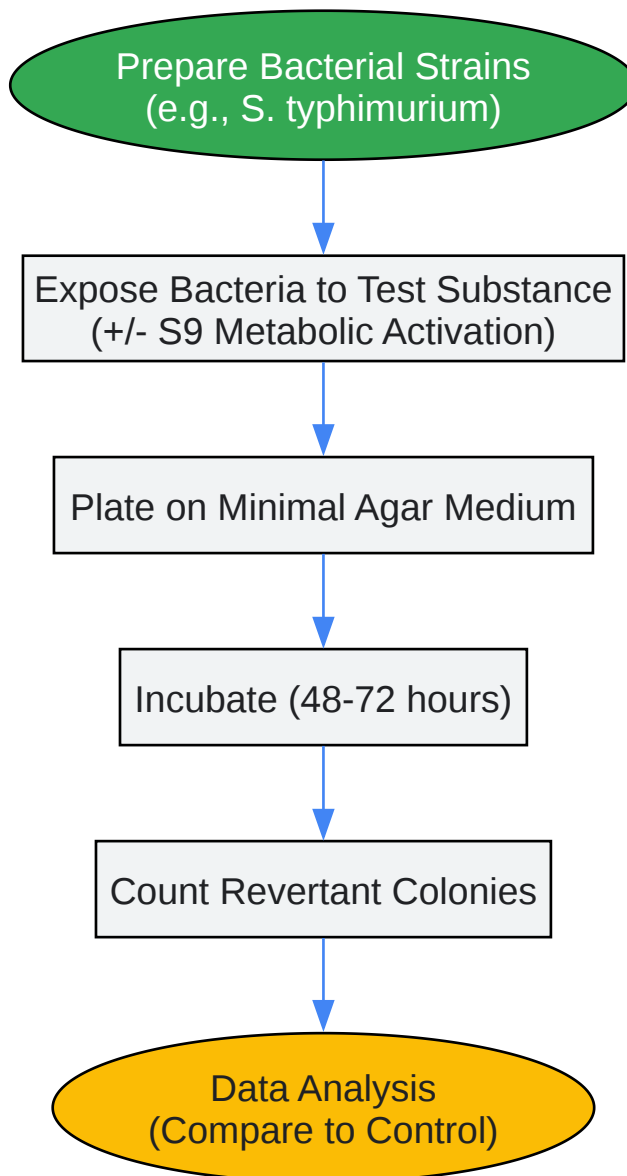 Prepare Bacterial Strains
(e.g., S. typhimurium)
Expose Bacteria to Test Substance
(+/- S9 Metabolic Activation)
Plate on Minimal Agar Medium
Incubate (48-72 hours)
Count Revertant Colonies
Data Analysis
(Compare to Control)